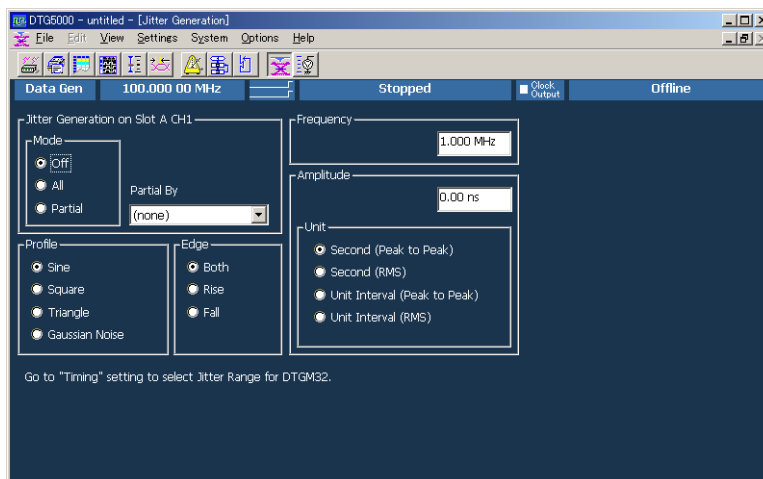 DTG5000 - untitled - [Jitter Generation]
File Edit View Settings System Options Help
Data Gen 100.000 00 MHz Stopped Clock Output Offline
Jitter Generation on Slot A CH1
Mode
Off
All
Partial
Partial By
(none)
Frequency
1.000 MHz
Amplitude
0.00 ns
Unit
Second (Peak to Peak)
Second (RMS)
Unit Interval (Peak to Peak)
Unit Interval (RMS)
Profile
Sine
Square
Triangle
Gaussian Noise
Edge
Both
Rise
Fall
Go to "Timing" setting to select Jitter Range for DTGM32.